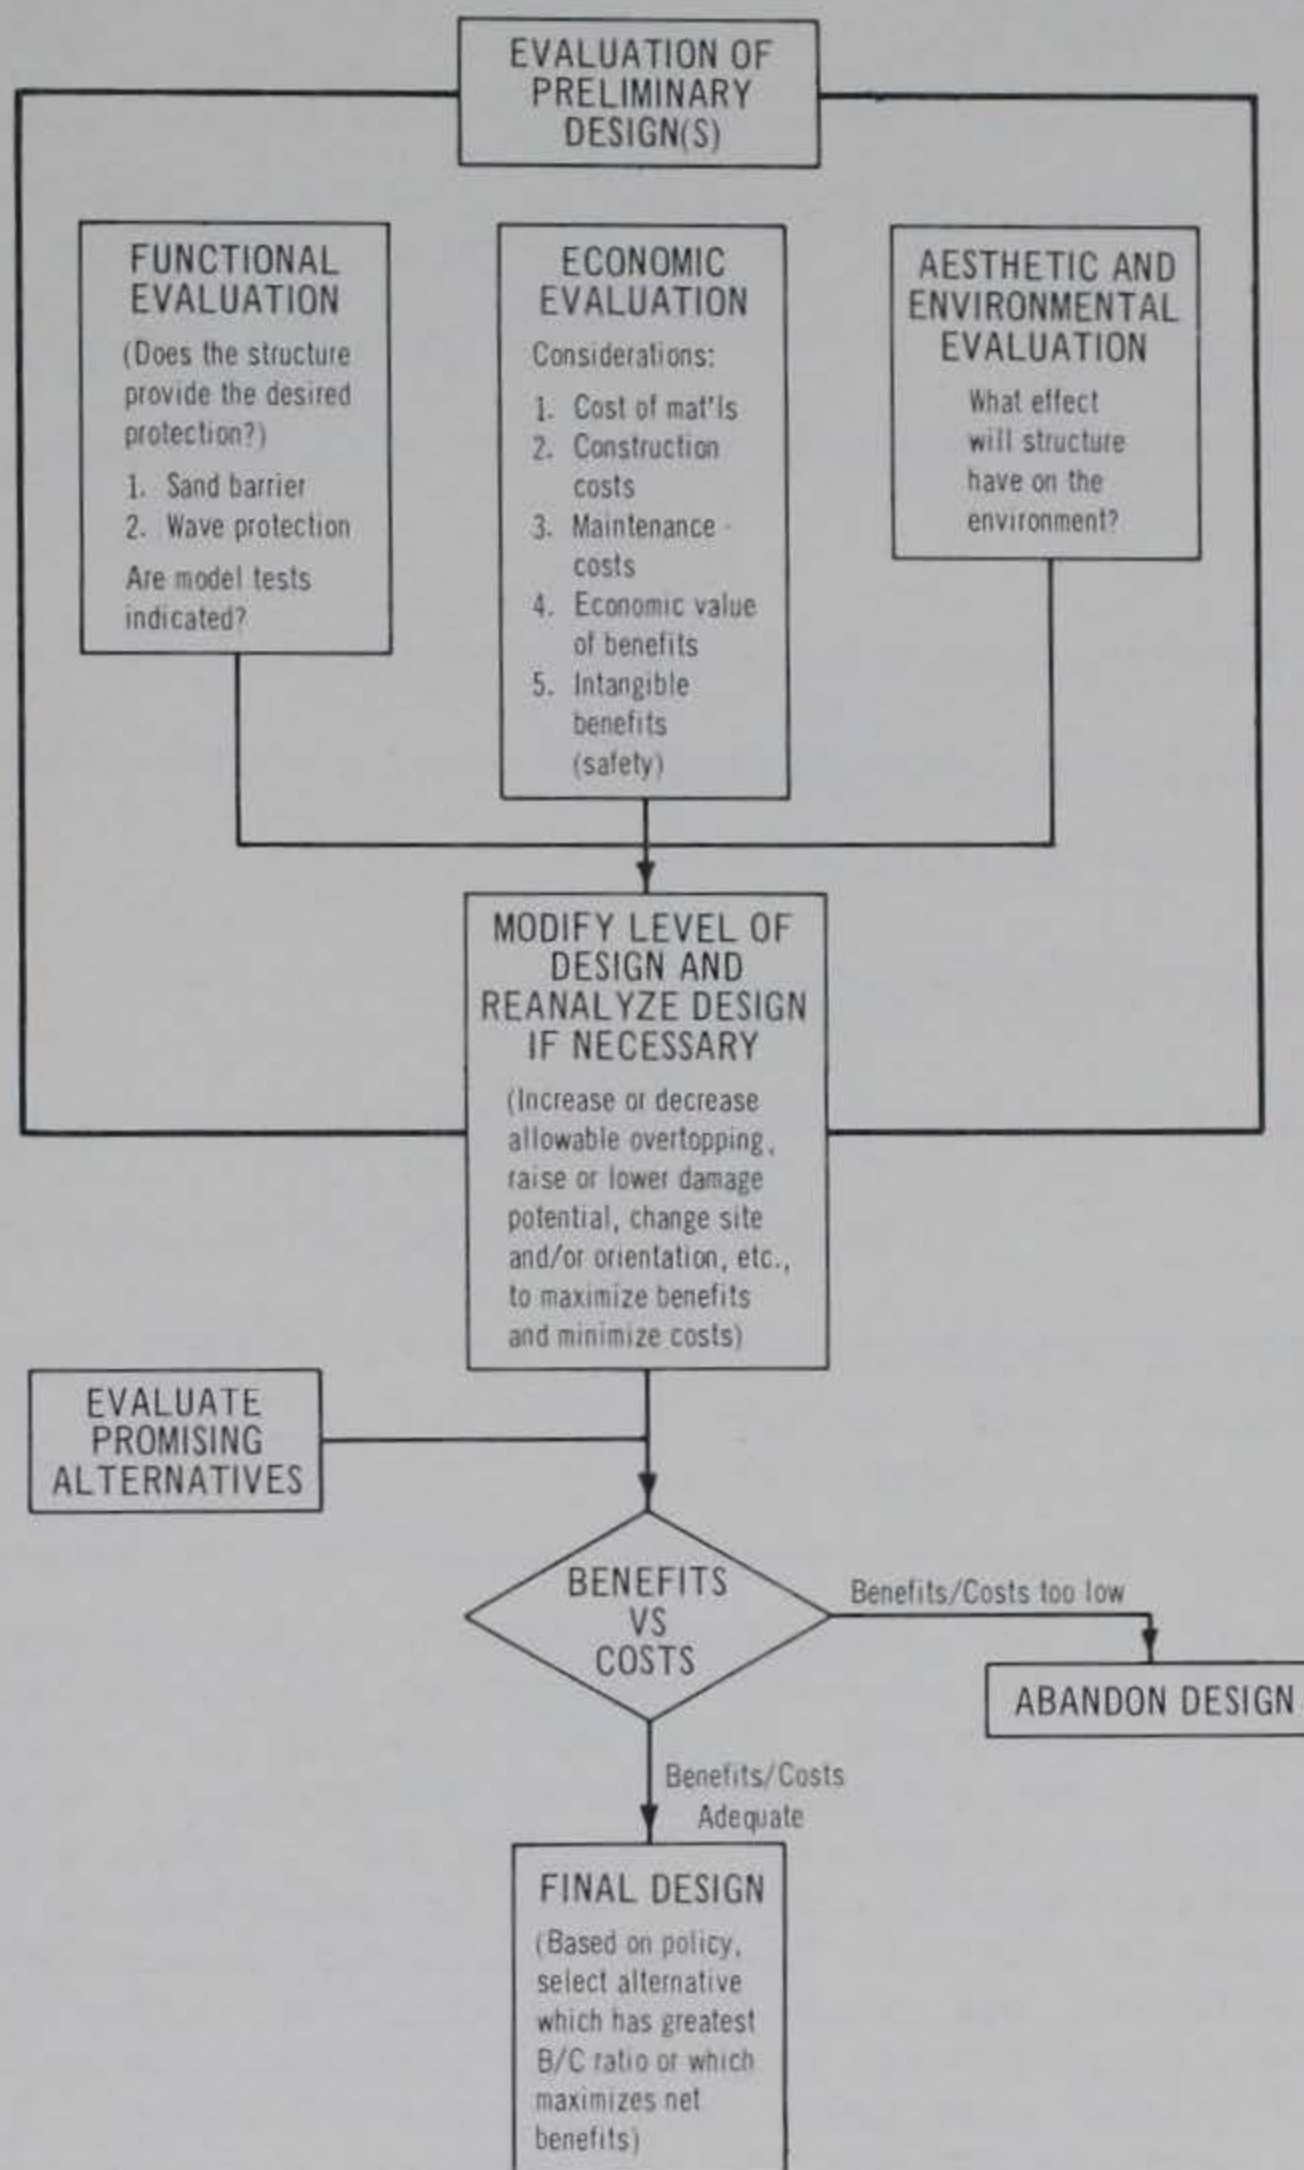 EVALUATION OF
PRELIMINARY
DESIGN(S)
FUNCTIONAL
EVALUATION
(Does the structure
provide the desired
protection?)
1. Sand barrier
2. Wave protection
Are model tests
indicated?
ECONOMIC
EVALUATION
Considerations:
1. Cost of mat'ls
2. Construction
costs
3. Maintenance
costs
4. Economic value
of benefits
5. Intangible
benefits
(safety)
AESTHETIC AND
ENVIRONMENTAL
EVALUATION
What effect
will structure
have on the
environment?
MODIFY LEVEL OF
DESIGN AND
REANALYZE DESIGN
IF NECESSARY
(Increase or decrease
allowable overtopping,
raise or lower damage
potential, change site
and/or orientation, etc.,
to maximize benefits
and minimize costs)
EVALUATE
PROMISING
ALTERNATIVES
BENEFITS
VS
COSTS
Benefits/Costs too low
ABANDON DESIGN
Benefits/Costs
Adequate
FINAL DESIGN
(Based on policy,
select alternative
which has greatest
B/C ratio or which
maximizes net
benefits)